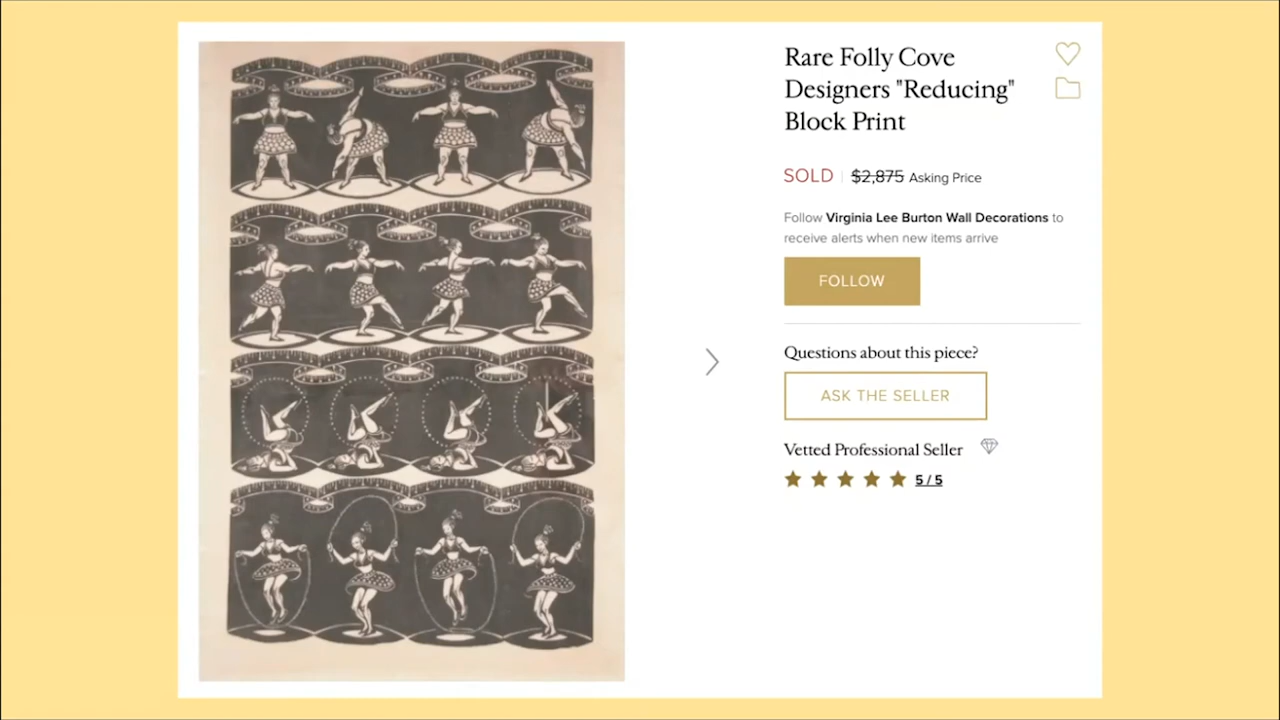 Rare Folly Cove
Designers "Reducing"
Block Print
SOLD | $2,875 Asking Price
Follow Virginia Lee Burton Wall Decorations to
receive alerts when new items arrive
FOLLOW
Questions about this piece?
ASK THE SELLER
Vetted Professional Seller
5 / 5